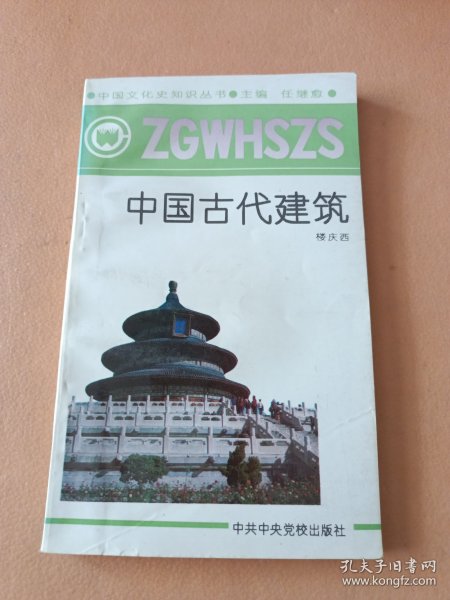 ●中国文化史知识丛书●主编 任继愈●
ZGWHSZS
中国古代建筑
楼庆西
中共中央党校出版社
孔夫子旧书网
www.kongfz.com